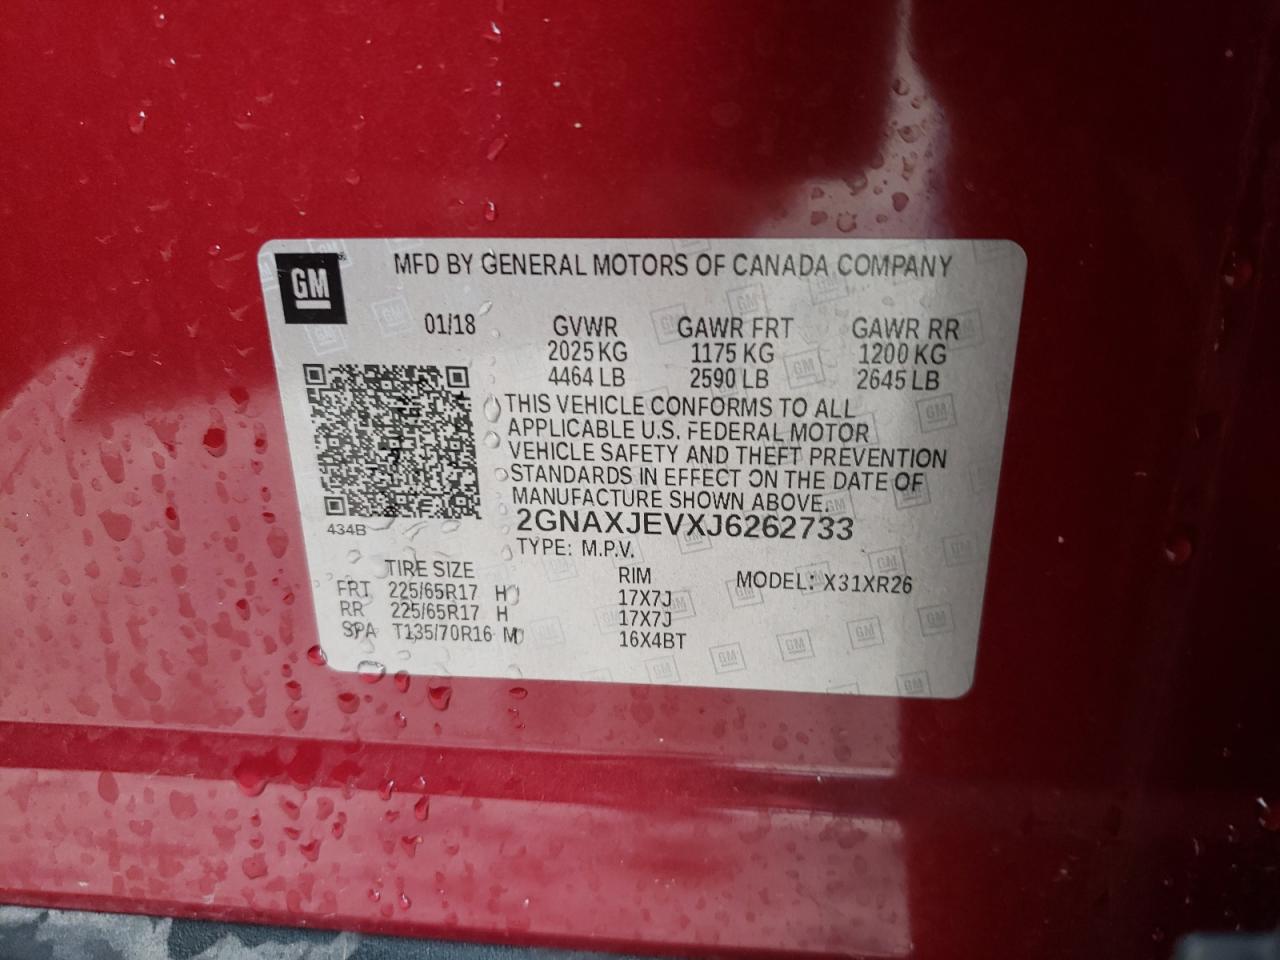 GM
MFD BY GENERAL MOTORS OF CANADA COMPANY
01/18 GVWR GAWR FRT GAWR RR
2025 KG 1175 KG 1200 KG
4464 LB 2590 LB 2645 LB
THIS VEHICLE CONFORMS TO ALL
APPLICABLE U.S. FEDERAL MOTOR
VEHICLE SAFETY AND THEFT PREVENTION
STANDARDS IN EFFECT ON THE DATE OF
MANUFACTURE SHOWN ABOVE.
434B 2GNAXJEVXJ6262733
TYPE: M.P.V.
TIRE SIZE RIM MODEL: X31XR26
FRT 225/65R17 H 17X7J
RR 225/65R17 H 17X7J
SPA T135/70R16 M 16X4BT